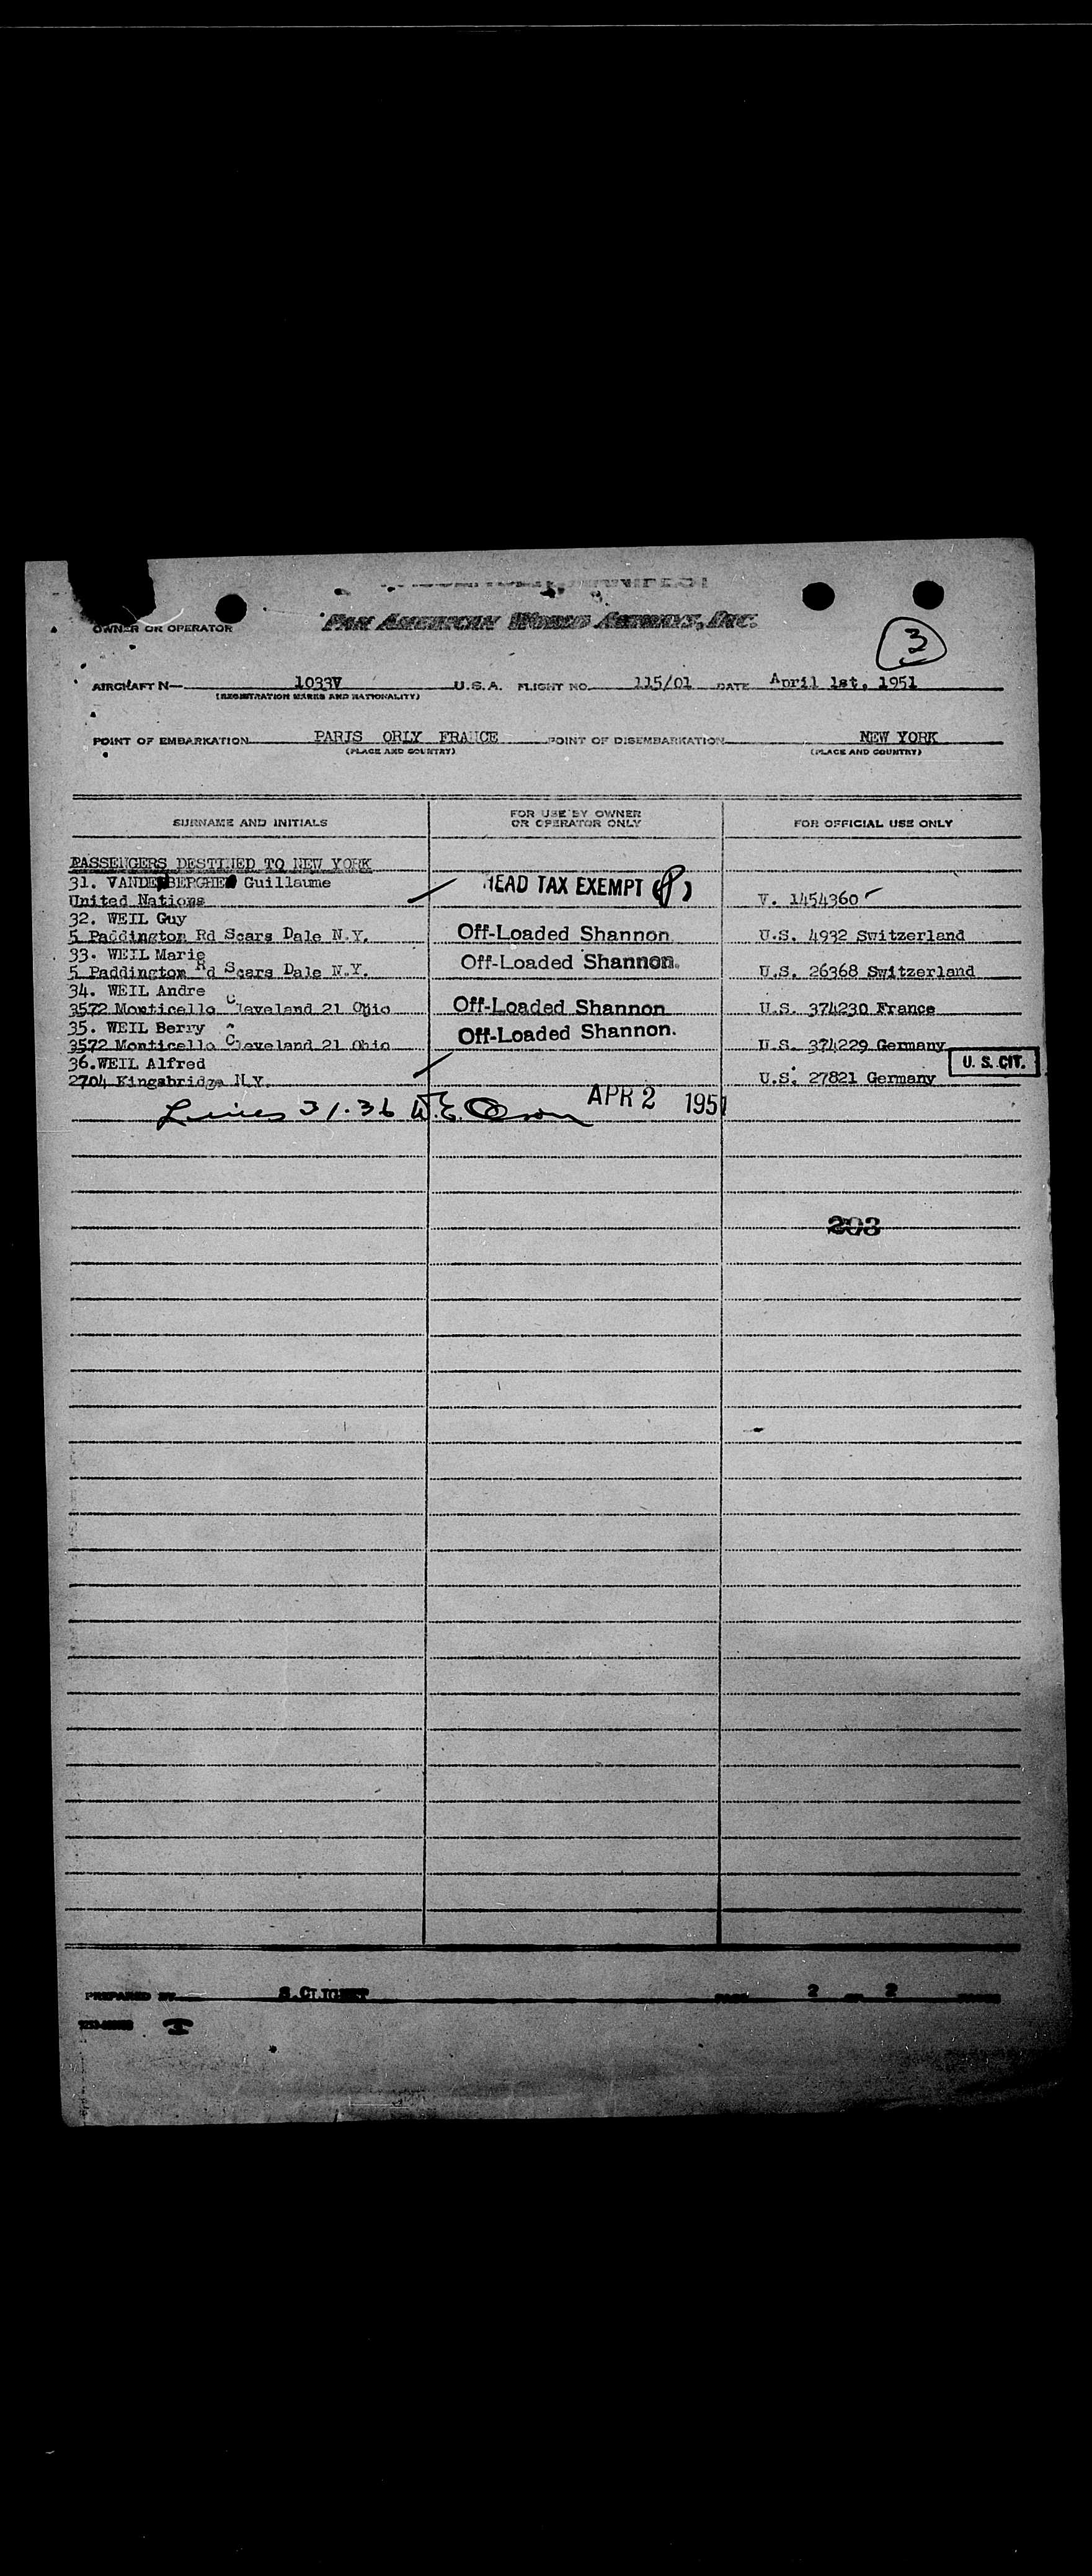 OWNER OR OPERATOR PAN AMERICAN WORLD AIRWAYS, INC.
3
AIRCRAFT N— 1033V U.S.A. FLIGHT NO. 115/01 DATE April 1st. 1951
(REGISTRATION MARKS AND NATIONALITY)
POINT OF EMBARKATION PARIS ORLY FRANCE POINT OF DISEMBARKATION NEW YORK
(PLACE AND COUNTRY) (PLACE AND COUNTRY)
SURNAME AND INITIALS FOR USE BY OWNER OR OPERATOR ONLY FOR OFFICIAL USE ONLY
PASSENGERS DESTINED TO NEW YORK
31. VANDENBERGHE Guillaume HEAD TAX EXEMPT
United Nations V. 1454360
32. WEIL Guy
5 Paddington Rd Scars Dale N.Y. Off-Loaded Shannon U.S. 4932 Switzerland
33. WEIL Marie
5 Paddington Rd Scars Dale N.Y. Off-Loaded Shannon. U.S. 26368 Switzerland
34. WEIL Andre
3572 Monticello Cleveland 21 Ohio Off-Loaded Shannon U.S. 374230 France
35. WEIL Berry
3572 Monticello Cleveland 21 Ohio Off-Loaded Shannon. U.S. 374229 Germany
36.WEIL Alfred U. S. CIT.
2704 Kingsbridge N.Y. U.S. 27821 Germany
Lines 31-36 W.E. Olson APR 2 1951
203
PREPARED BY S.CLIQUET PAGE 2 OF 2 PAGES